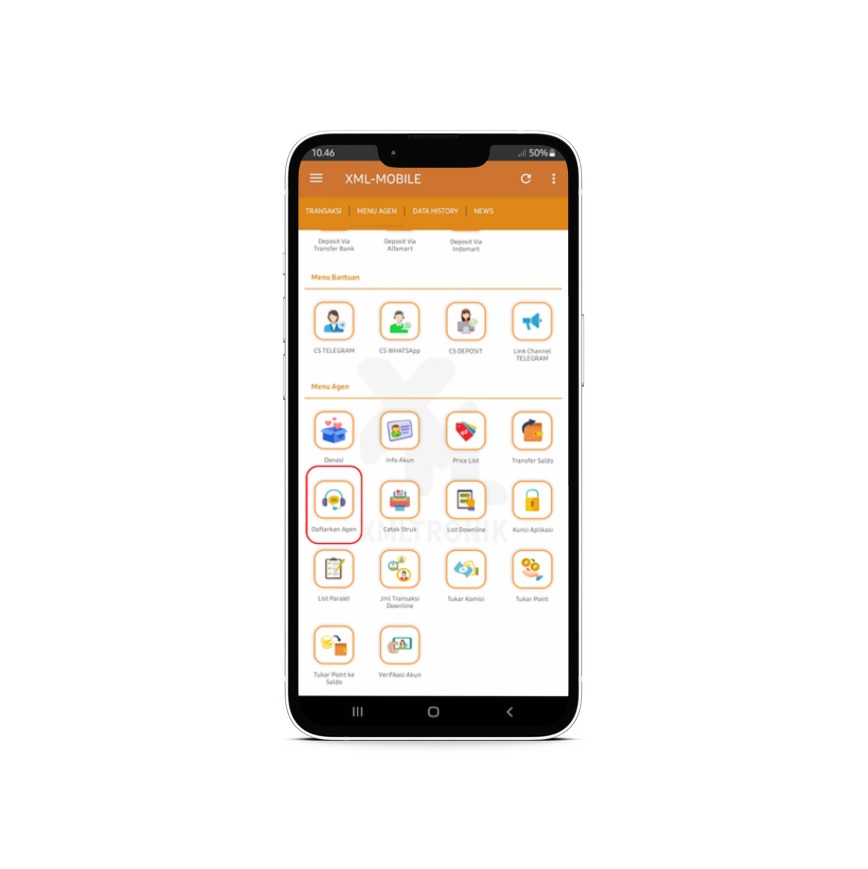 10.46
50%
XML-MOBILE
TRANSAKSI | MENU AGEN | DATA HISTORY | NEWS
Deposit Via
Transfer Bank
Deposit Via
Alfamart
Deposit Via
Indomart
Menu Bantuan
CS TELEGRAM
CS WHATSApp
CS DEPOSIT
Link Channel
TELEGRAM
Menu Agen
Donasi
Info Akun
Price List
Transfer Saldo
Daftarkan Agen
Cetak Struk
List Downline
Kunci Aplikasi
XMLTRONIK
List Paralel
Jml Transaksi
Downline
Tukar Komisi
Tukar Point
Tukar Point ke
Saldo
Verifikasi Akun